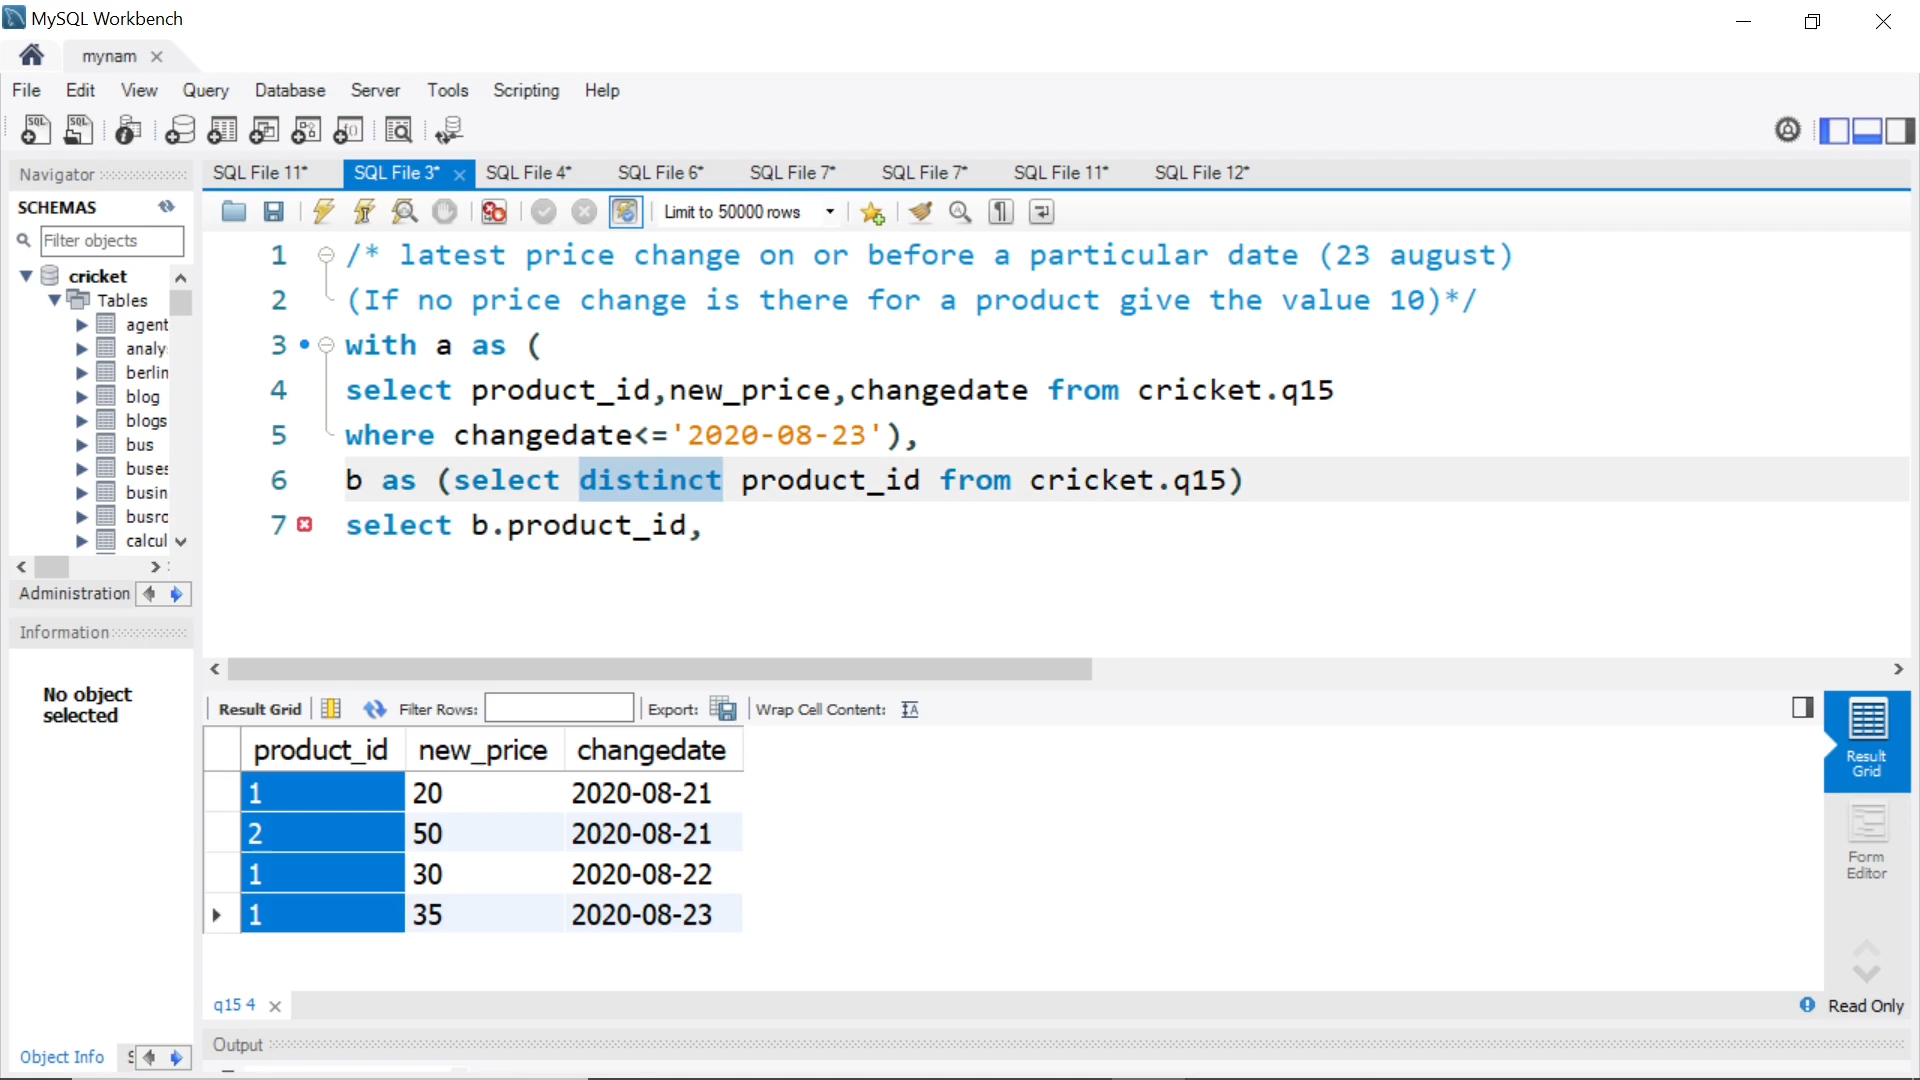 MySQL Workbench
mynam
File Edit View Query Database Server Tools Scripting Help
Navigator
SCHEMAS
Filter objects
cricket
Tables
agent
analy
berlin
blog
blogs
bus
buses
busin
busro
calcul
Administration
Information
No object
selected
Object Info S
SQL File 11* SQL File 3* SQL File 4* SQL File 6* SQL File 7* SQL File 7* SQL File 11* SQL File 12*
Limit to 50000 rows
1 /* latest price change on or before a particular date (23 august)
2 (If no price change is there for a product give the value 10)*/
3 with a as (
4 select product_id,new_price,changedate from cricket.q15
5 where changedate<='2020-08-23'),
6 b as (select distinct product_id from cricket.q15)
7 select b.product_id,
Result Grid Filter Rows: Export: Wrap Cell Content:
product_id new_price changedate
1 20 2020-08-21
2 50 2020-08-21
1 30 2020-08-22
1 35 2020-08-23
Result
Grid
Form
Editor
q15 4
Read Only
Output